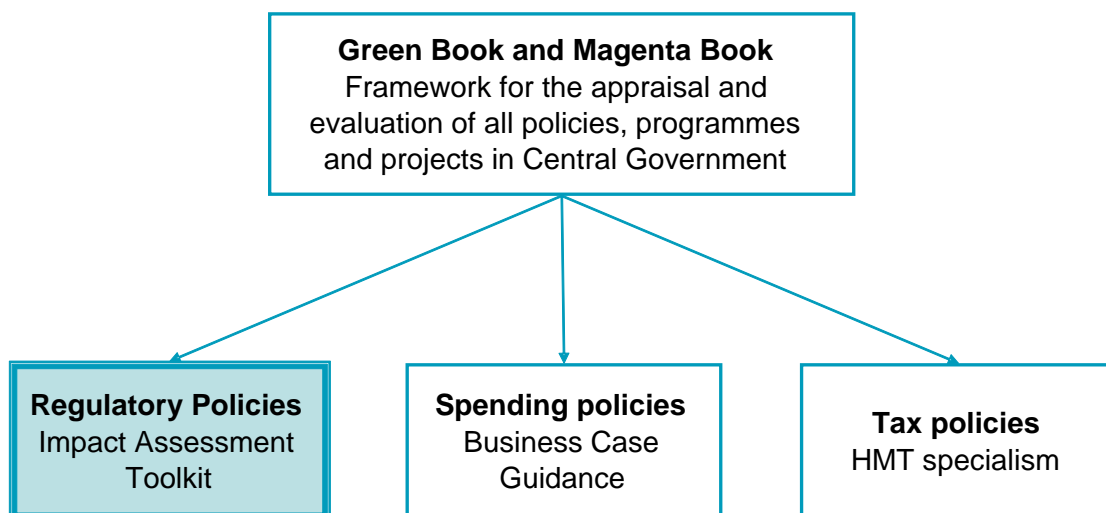 Green Book and Magenta Book
Framework for the appraisal and
evaluation of all policies, programmes
and projects in Central Government
Regulatory Policies
Impact Assessment
Toolkit
Spending policies
Business Case
Guidance
Tax policies
HMT specialism